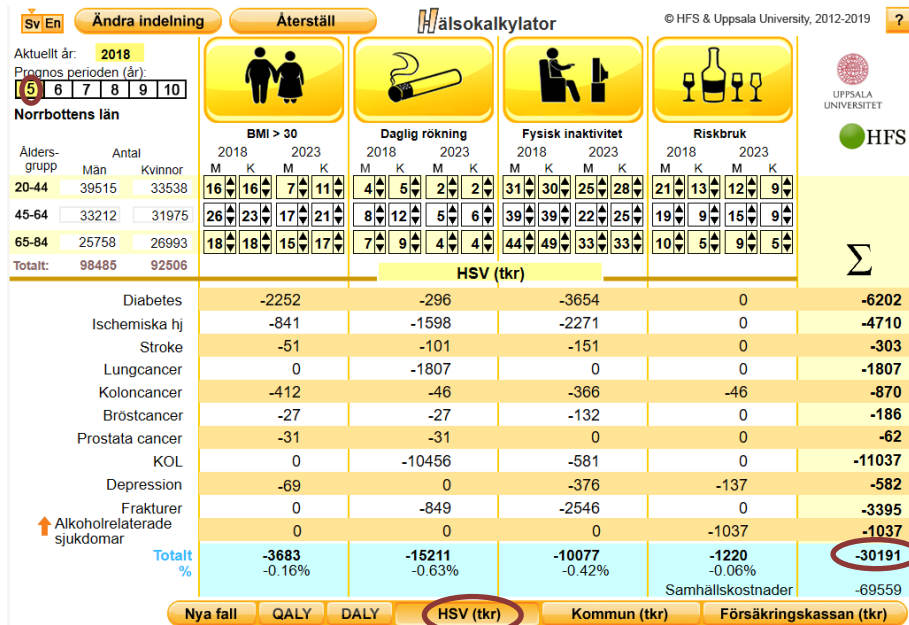 Sv En Ändra indelning Återställ Hälsokalkylator © HFS & Uppsala University, 2012-2019 ?
Aktuellt år: 2018
Prognos perioden (år):
5 6 7 8 9 10
Norrbottens län
UPPSALA
UNIVERSITET
HFS
BMI > 30 Daglig rökning Fysisk inaktivitet Riskbruk
Ålders- Antal 2018 2023 2018 2023 2018 2023 2018 2023
grupp Män Kvinnor M K M K M K M K M K M K M K M K
20-44 39515 33538 16 16 7 11 4 5 2 2 31 30 25 28 21 13 12 9
45-64 33212 31975 26 23 17 21 8 12 5 6 39 39 22 25 19 9 15 9
65-84 25758 26993 18 18 15 17 7 9 4 4 44 49 33 33 10 5 9 5
Totalt: 98485 92506 Σ
HSV (tkr)
Diabetes -2252 -296 -3654 0 -6202
Ischemiska hj -841 -1598 -2271 0 -4710
Stroke -51 -101 -151 0 -303
Lungcancer 0 -1807 0 0 -1807
Koloncancer -412 -46 -366 -46 -870
Bröstcancer -27 -27 -132 0 -186
Prostata cancer -31 -31 0 0 -62
KOL 0 -10456 -581 0 -11037
Depression -69 0 -376 -137 -582
Frakturer 0 -849 -2546 0 -3395
Alkoholrelaterade
sjukdomar 0 0 0 -1037 -1037
Totalt -3683 -15211 -10077 -1220 -30191
% -0.16% -0.63% -0.42% -0.06%
Samhällskostnader -69559
Nya fall QALY DALY HSV (tkr) Kommun (tkr) Försäkringskassan (tkr)